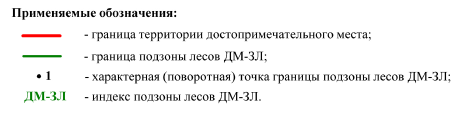 Применяемые обозначения:
- граница территории достопримечательного места;
- граница подзоны лесов ДМ-ЗЛ;
• 1 - характерная (поворотная) точка границы подзоны лесов ДМ-ЗЛ;
ДМ-ЗЛ - индекс подзоны лесов ДМ-ЗЛ.